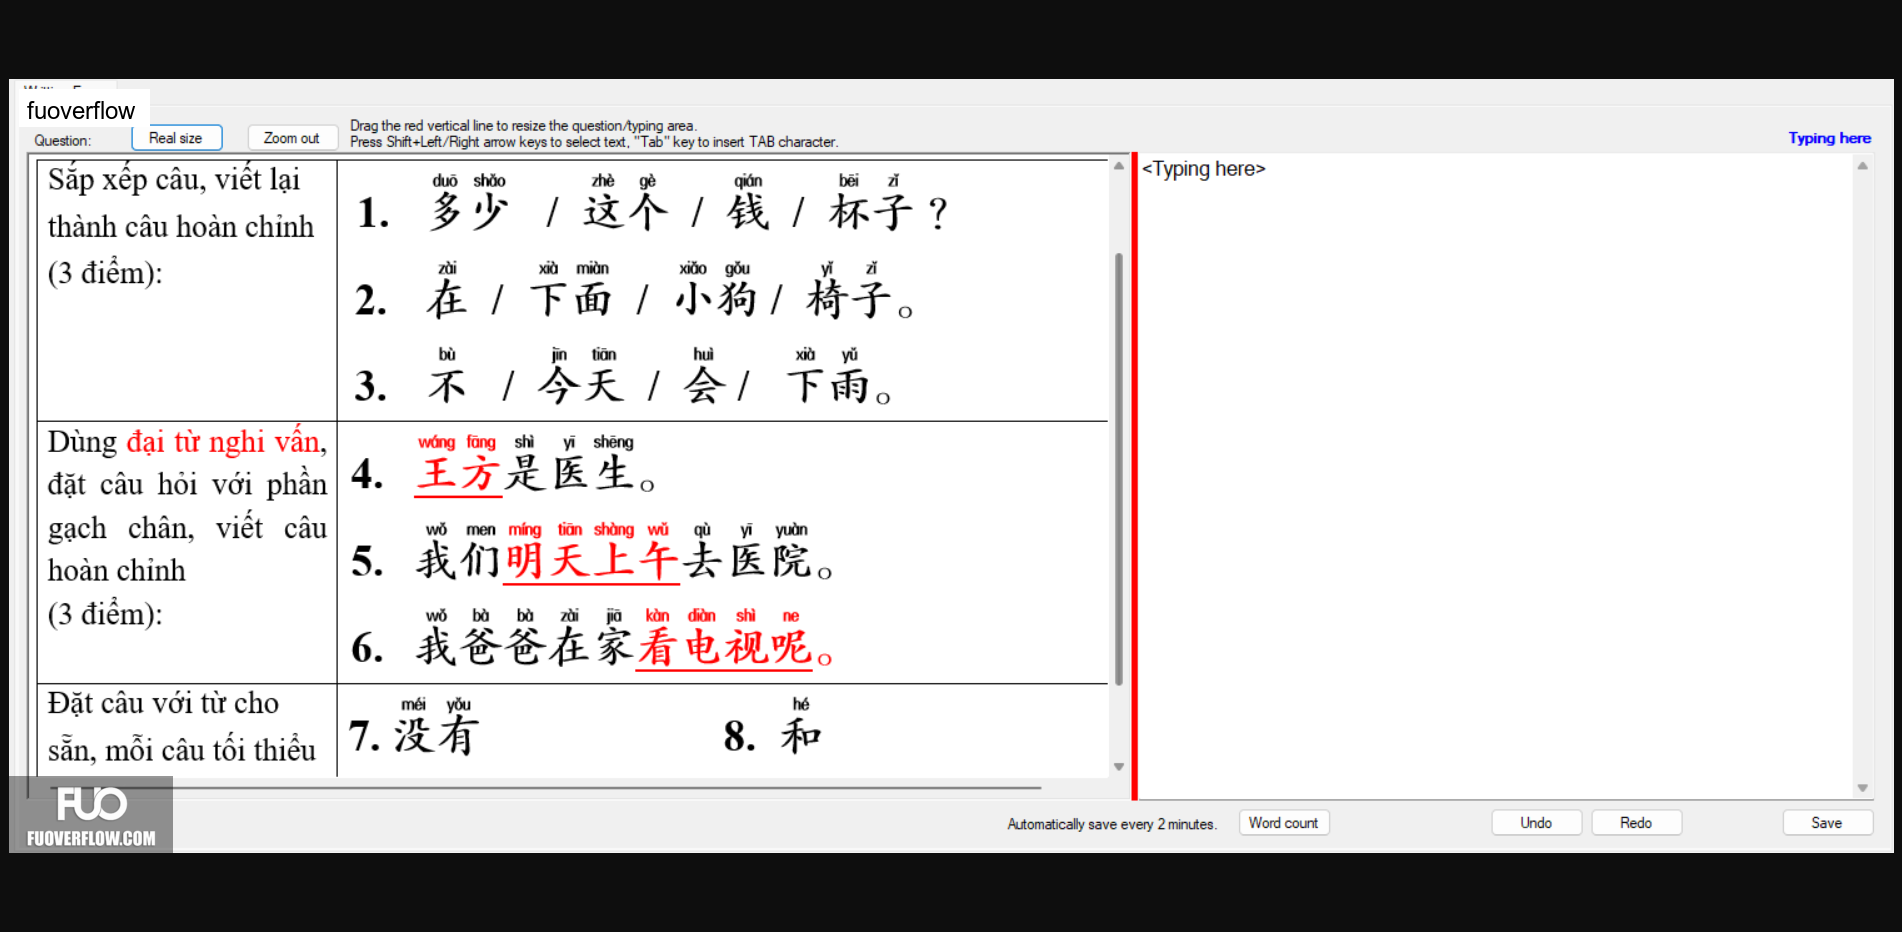 fuoverflow
Question:
Real size
Zoom out
Drag the red vertical line to resize the question/typing area.
Press Shift+Left/Right arrow keys to select text, "Tab" key to insert TAB character.
Typing here
Sắp xếp câu, viết lại
thành câu hoàn chỉnh
(3 điểm):
duō shǎo zhè gè qián bēi zǐ
1. 多少 / 这个 / 钱 / 杯子？
zài xià miàn xiǎo gǒu yǐ zǐ
2. 在 / 下面 / 小狗 / 椅子。
bù jīn tiān huì xià yǔ
3. 不 / 今天 / 会 / 下雨。
Dùng đại từ nghi vấn,
đặt câu hỏi với phần
gạch chân, viết câu
hoàn chỉnh
(3 điểm):
wáng fāng shì yī shēng
4. 王方是医生。
wǒ men míng tiān shàng wǔ qù yī yuàn
5. 我们明天上午去医院。
wǒ bà bà zài jiā kàn diàn shì ne
6. 我爸爸在家看电视呢。
Đặt câu với từ cho
sẵn, mỗi câu tối thiểu
méi yǒu hé
7. 没有 8. 和
<Typing here>
FUO
FUOVERFLOW.COM
Automatically save every 2 minutes.
Word count
Undo
Redo
Save